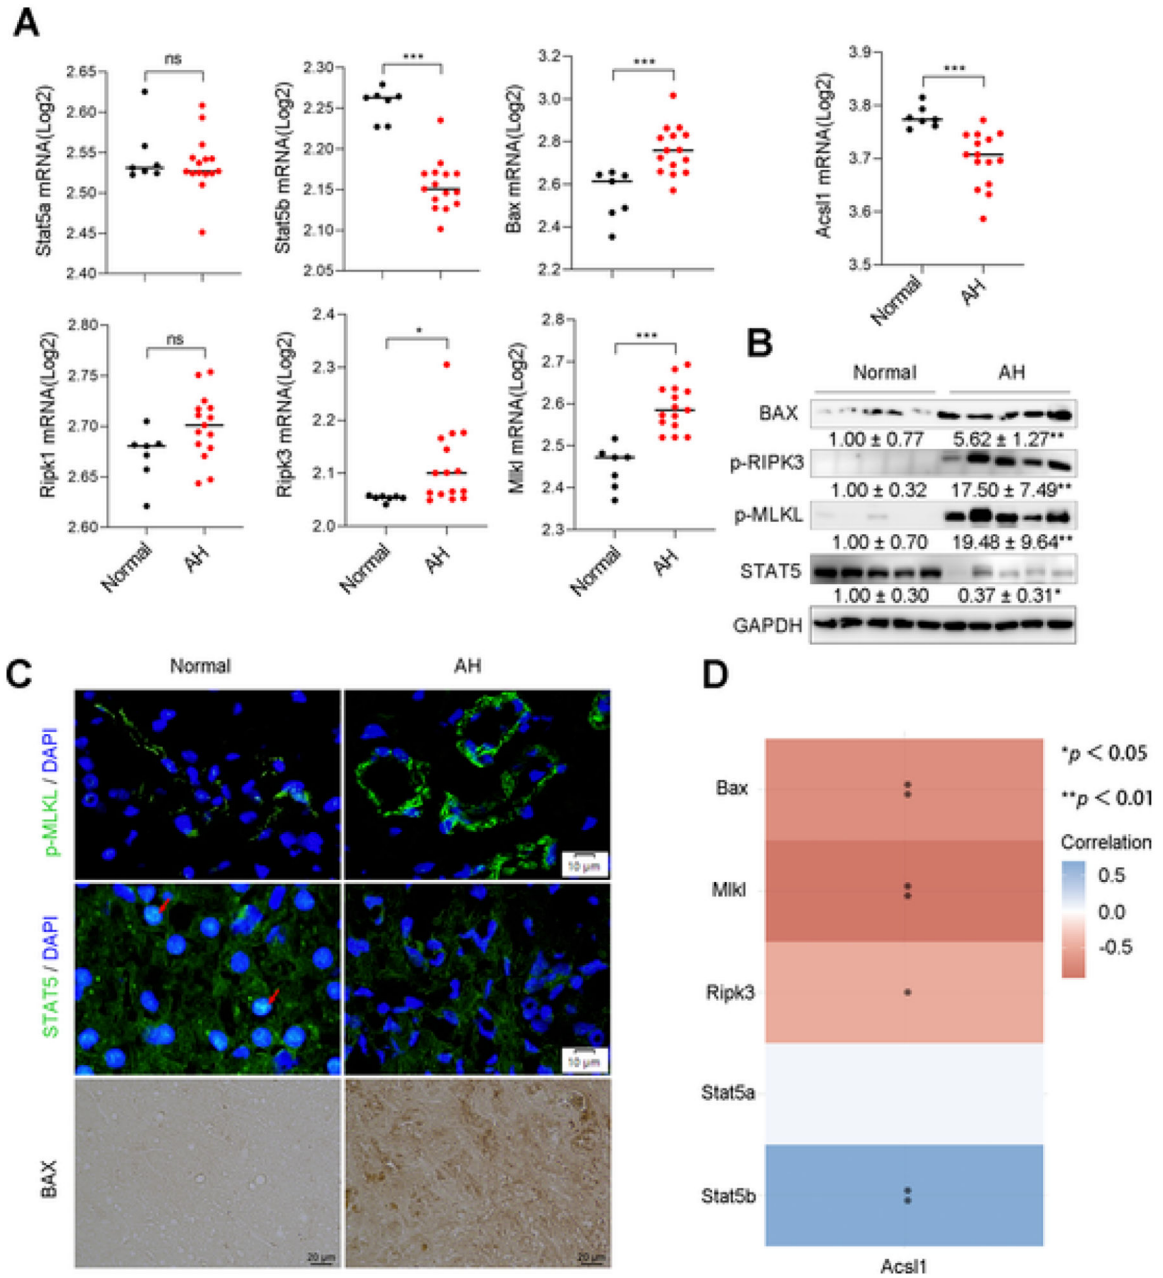 A
Stat5a mRNA(Log2)
2.65
2.60
2.55
2.50
2.45
2.40
ns
Stat5b mRNA(Log2)
2.30
2.25
2.20
2.15
2.10
2.05
***
Bax mRNA(Log2)
3.2
3.0
2.8
2.6
2.4
2.2
***
Acsl1 mRNA(Log2)
3.9
3.8
3.7
3.6
3.5
***
Normal
AH
Ripk1 mRNA(Log2)
2.80
2.75
2.70
2.65
2.60
ns
Normal
AH
Ripk3 mRNA(Log2)
2.4
2.3
2.2
2.1
2.0
*
Normal
AH
Mlkl mRNA(Log2)
2.8
2.7
2.6
2.5
2.4
2.3
***
Normal
AH
B
Normal AH
BAX
1.00 ± 0.77 5.62 ± 1.27**
p-RIPK3
1.00 ± 0.32 17.50 ± 7.49**
p-MLKL
1.00 ± 0.70 19.48 ± 9.64**
STAT5
1.00 ± 0.30 0.37 ± 0.31*
GAPDH
C
Normal AH
p-MLKL / DAPI
10 μm
STAT5 / DAPI
10 μm
BAX
20 μm 20 μm
D
Bax
Mlkl
Ripk3
Stat5a
Stat5b
Acsl1
*p < 0.05
**p < 0.01
Correlation
0.5
0.0
-0.5